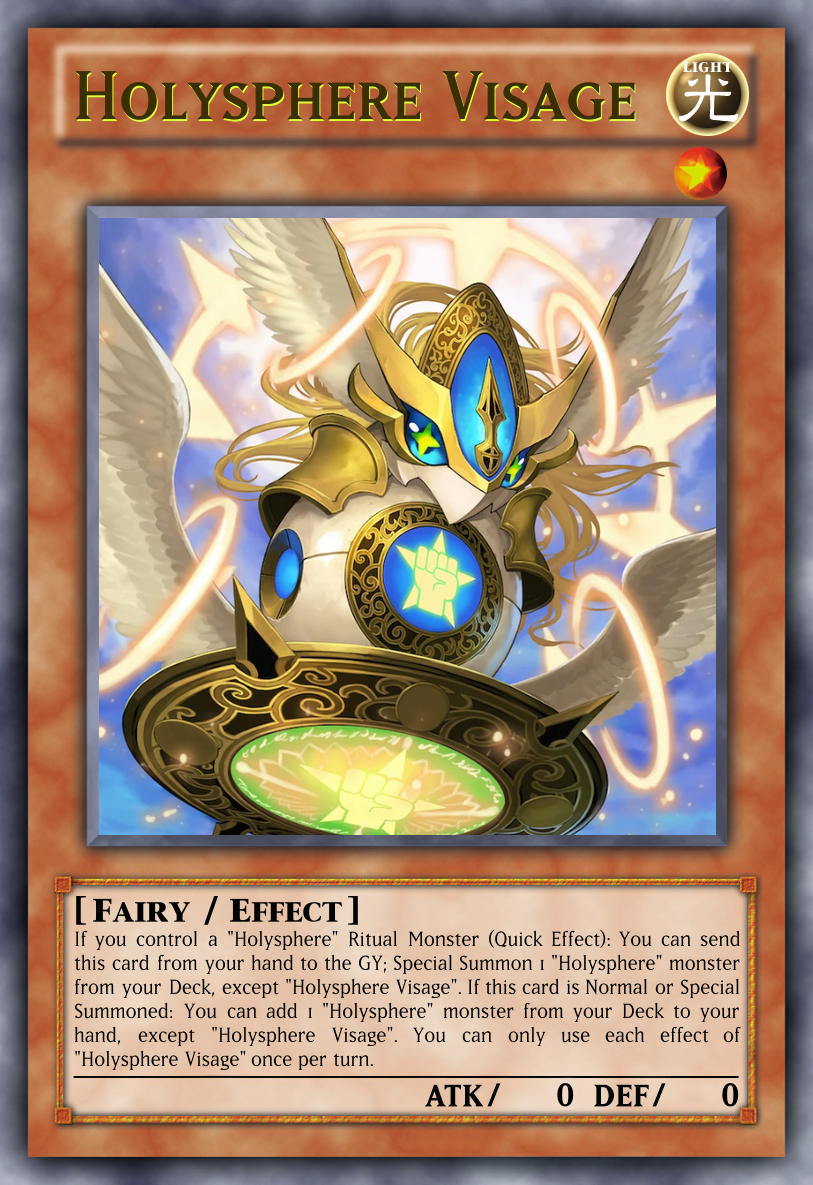 Holysphere Visage
LIGHT
光
[ Fairy / Effect ]
If you control a "Holysphere" Ritual Monster (Quick Effect): You can send
this card from your hand to the GY; Special Summon 1 "Holysphere" monster
from your Deck, except "Holysphere Visage". If this card is Normal or Special
Summoned: You can add 1 "Holysphere" monster from your Deck to your
hand, except "Holysphere Visage". You can only use each effect of
"Holysphere Visage" once per turn.
ATK/ 0 DEF/ 0